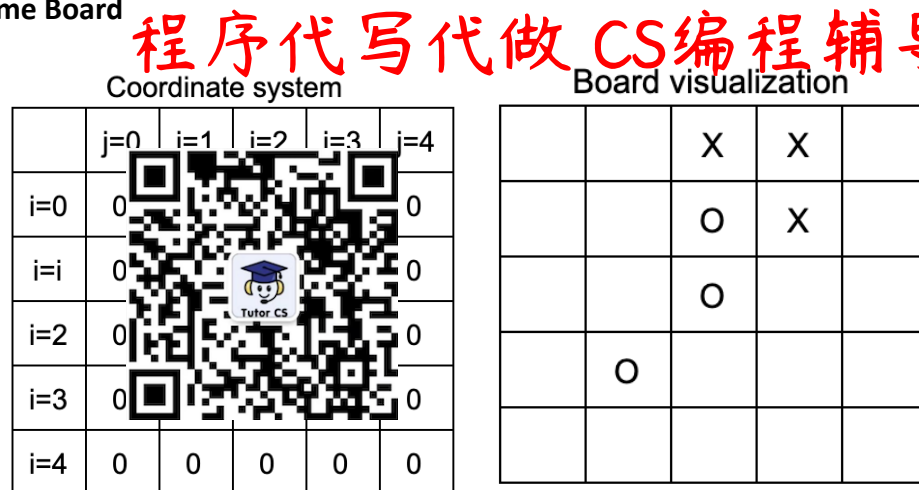 me Board
程序代写代做 CS编程辅导
Coordinate system
Board visualization
j=0 j=1 j=2 j=3 j=4
i=0 0 0
i=i 0 0
i=2 0 0
i=3 0 0
i=4 0 0 0 0 0
Tutor CS
X X
O X
O
O